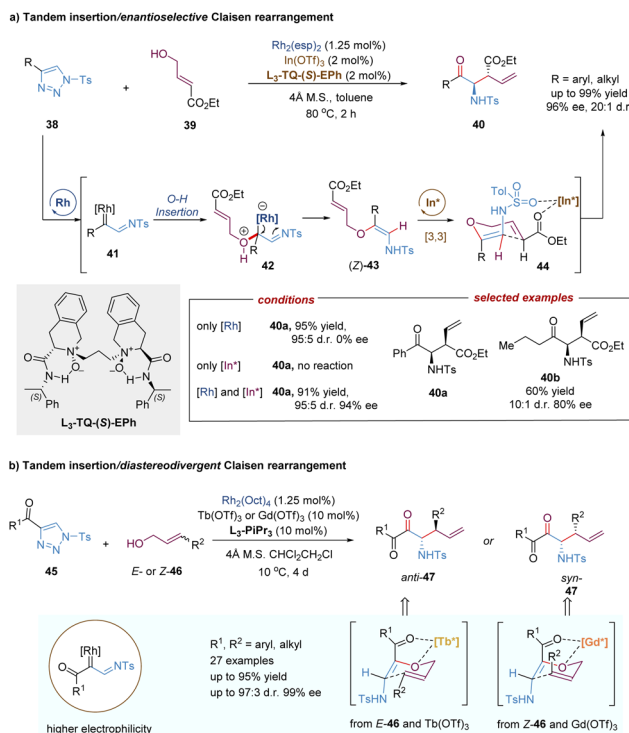 a) Tandem insertion/enantioselective Claisen rearrangement
R
N
N=N
Ts
38
+
HO
CO₂Et
39
Rh₂(esp)₂ (1.25 mol%)
In(OTf)₃ (2 mol%)
L₃-TQ-(S)-EPh (2 mol%)
4Å M.S., toluene
80 °C, 2 h
O
CO₂Et
R
NHTs
40
R = aryl, alkyl
up to 99% yield
96% ee, 20:1 d.r.
Rh
[Rh]
R
NTs
41
O-H
Insertion
CO₂Et
⊖
[Rh]
NTs
⊕
O
H
R
42
CO₂Et
O
R
H
NHTs
(Z)-43
In*
[3,3]
Tol
O
S
O
[In*]
HN
O
O
OEt
R
H
H
44
N⁺
N⁺
O
O⁻
⁻O
O
N-H
H-N
(S)
(S)
Ph
Ph
L₃-TQ-(S)-EPh
conditions
selected examples
only [Rh] 40a, 95% yield,
95:5 d.r. 0% ee
only [In*] 40a, no reaction
[Rh] and [In*] 40a, 91% yield,
95:5 d.r. 94% ee
O
Ph
OEt
NHTs
O
40a
O
Me
OEt
NHTs
O
40b
60% yield
10:1 d.r. 80% ee
b) Tandem insertion/diastereodivergent Claisen rearrangement
O
R¹
N
N=N
Ts
45
+
HO
R²
E- or Z-46
Rh₂(Oct)₄ (1.25 mol%)
Tb(OTf)₃ or Gd(OTf)₃ (10 mol%)
L₃-PiPr₃ (10 mol%)
4Å M.S. CHCl₂CH₂Cl
10 °C, 4 d
R¹
O
R²
O
NHTs
anti-47
or
R¹
O
R²
O
NHTs
syn-
47
[Rh]
O
NTs
R¹
higher electrophilicity
R¹, R² = aryl, alkyl
27 examples
up to 95% yield
up to 97:3 d.r. 99% ee
R¹
O
[Tb*]
O
H
R²
TsHN
from E-46 and Tb(OTf)₃
R¹
O
[Gd*]
R²
O
H
TsHN
from Z-46 and Gd(OTf)₃